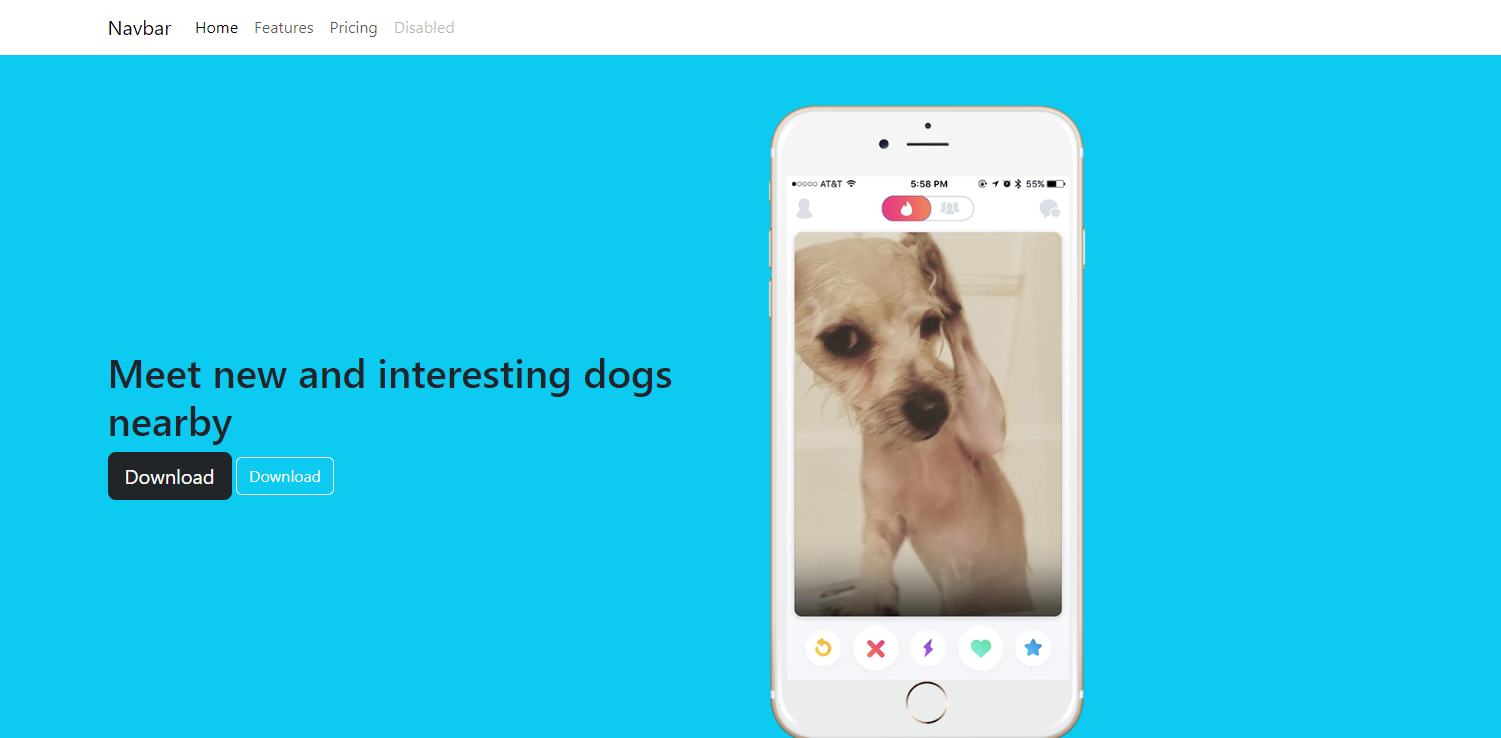 Navbar Home Features Pricing Disabled
AT&T 5:58 PM 55%
Meet new and interesting dogs
nearby
Download Download